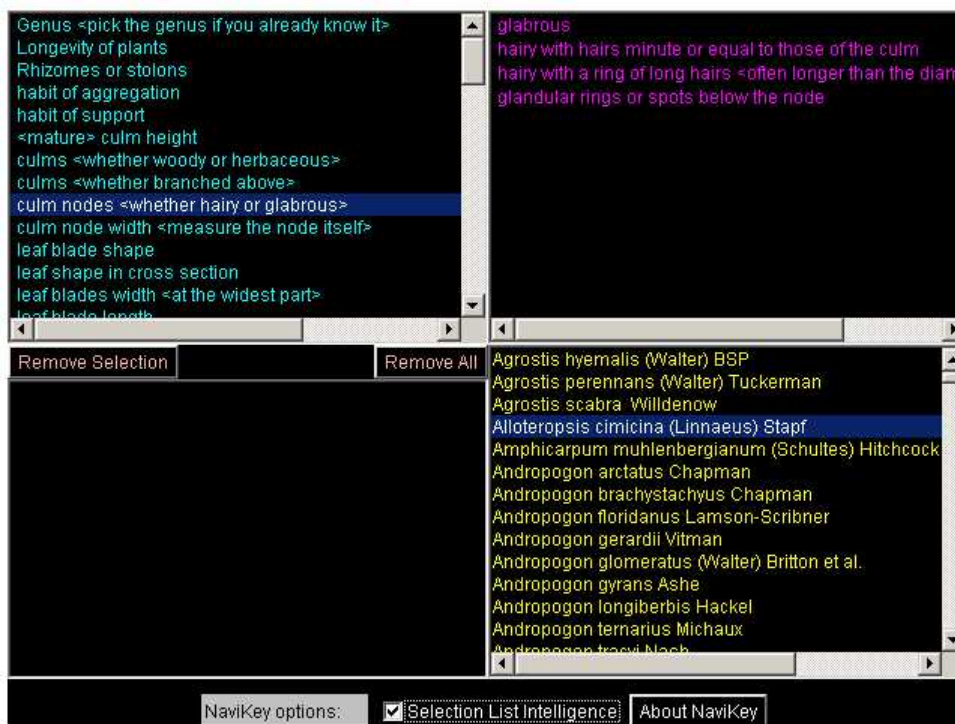 Genus <pick the genus if you already know it>
Longevity of plants
Rhizomes or stolons
habit of aggregation
habit of support
<mature> culm height
culms <whether woody or herbaceous>
culms <whether branched above>
culm nodes <whether hairy or glabrous>
culm node width <measure the node itself>
leaf blade shape
leaf shape in cross section
leaf blades width <at the widest part>
leaf blade length
glabrous
hairy with hairs minute or equal to those of the culm
hairy with a ring of long hairs <often longer than the diam
glandular rings or spots below the node
Remove Selection
Remove All
Agrostis hyemalis (Walter) BSP
Agrostis perennans (Walter) Tuckerman
Agrostis scabra Willdenow
Alloteropsis cimicina (Linnaeus) Stapf
Amphicarpum muhlenbergianum (Schultes) Hitchcock
Andropogon arctatus Chapman
Andropogon brachystachyus Chapman
Andropogon floridanus Lamson-Scribner
Andropogon gerardii Vitman
Andropogon glomeratus (Walter) Britton et al.
Andropogon gyrans Ashe
Andropogon longiberbis Hackel
Andropogon ternarius Michaux
Andropogon tracyi Nash
NaviKey options:
Selection List Intelligence
About NaviKey